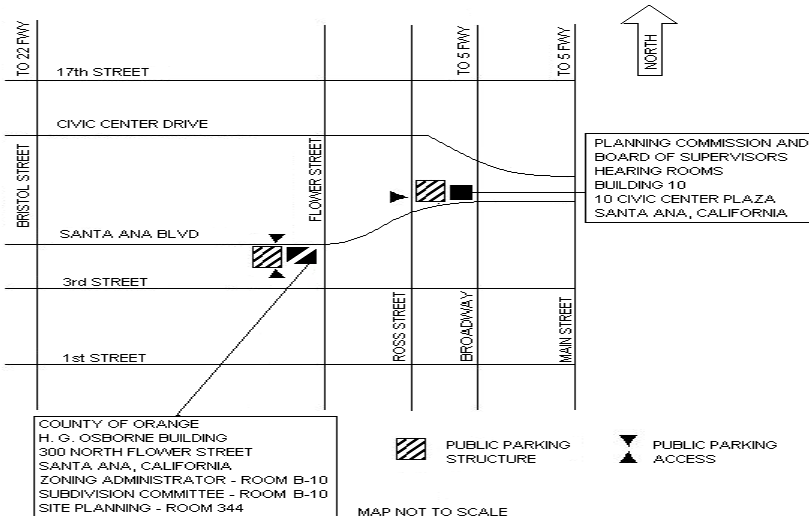 TO 22 FWY
TO 5 FWY
TO 5 FWY
NORTH
17th STREET
CIVIC CENTER DRIVE
BRISTOL STREET
FLOWER STREET
PLANNING COMMISSION AND
BOARD OF SUPERVISORS
HEARING ROOMS
BUILDING 10
10 CIVIC CENTER PLAZA
SANTA ANA, CALIFORNIA
SANTA ANA BLVD
3rd STREET
ROSS STREET
BROADWAY
MAIN STREET
1st STREET
COUNTY OF ORANGE
H. G. OSBORNE BUILDING
300 NORTH FLOWER STREET
SANTA ANA, CALIFORNIA
ZONING ADMINISTRATOR - ROOM B-10
SUBDIVISION COMMITTEE - ROOM B-10
SITE PLANNING - ROOM 344
PUBLIC PARKING
STRUCTURE
PUBLIC PARKING
ACCESS
MAP NOT TO SCALE